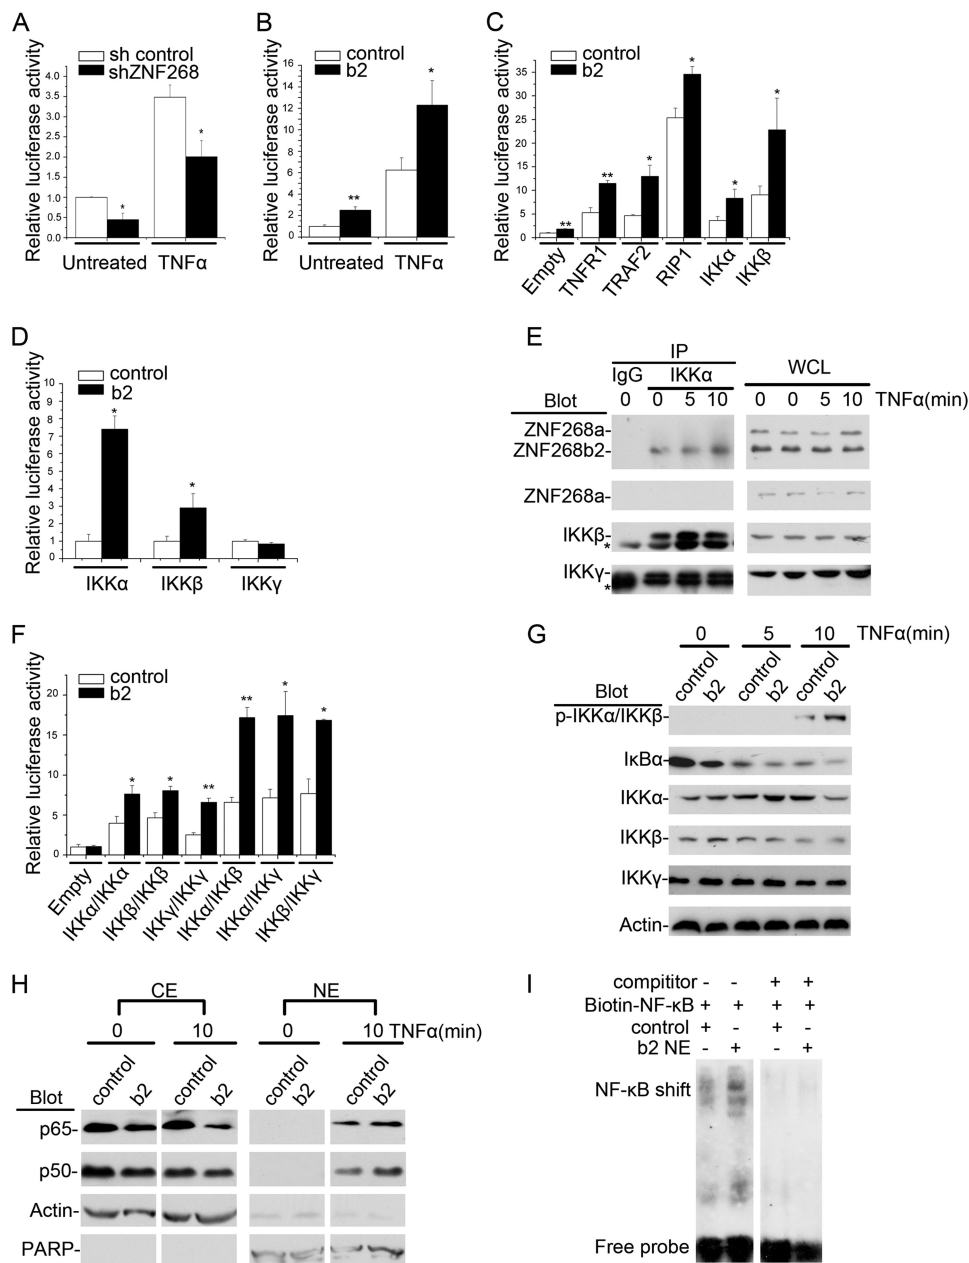 A
sh control
shZNF268
Relative luciferase activity
4.0
3.5
3.0
2.5
2.0
1.5
1.0
0.5
0.0
*
*
Untreated TNFα
B
control
b2
Relative luciferase activity
16
14
12
10
8
6
4
2
0
**
*
Untreated TNFα
C
control
b2
Relative luciferase activity
35
30
25
20
15
10
5
0
**
**
*
*
*
*
Empty
TNFR1
TRAF2
RIP1
IKKα
IKKβ
D
control
b2
Relative luciferase activity
10
9
8
7
6
5
4
3
2
1
0
*
*
IKKα IKKβ IKKγ
E
IP
IgG IKKα WCL
Blot 0 0 5 10 0 0 5 10 TNFα(min)
ZNF268a-
ZNF268b2-
ZNF268a-
IKKβ-
*
IKKγ-
*
F
control
b2
Relative luciferase activity
20
15
10
5
0
*
*
**
**
*
*
Empty
IKKα/IKKα
IKKβ/IKKβ
IKKγ/IKKγ
IKKα/IKKβ
IKKα/IKKγ
IKKβ/IKKγ
G
0 5 10 TNFα(min)
control b2 control b2 control b2
Blot
p-IKKα/IKKβ-
IκBα-
IKKα-
IKKβ-
IKKγ-
Actin-
H
CE NE
0 10 0 10 TNFα(min)
control b2 control b2 control b2 control b2
Blot
p65-
p50-
Actin-
PARP-
I
compititor - - + +
Biotin-NF-κB + + + +
control + - + -
b2 NE - + - +
NF-κB shift
Free probe